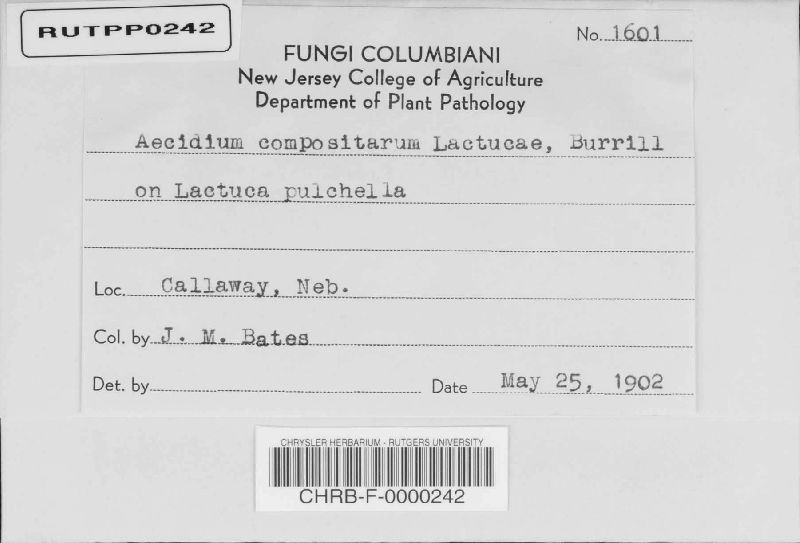 RUTPP0242
No. 1601
FUNGI COLUMBIANI
New Jersey College of Agriculture
Department of Plant Pathology
Aecidium compositarum Lactucae, Burrill
on Lactuca pulchella
Loc. Callaway, Neb.
Col. by J. M. Bates
Det. by
Date May 25, 1902
CHRYSLER HERBARIUM - RUTGERS UNIVERSITY
CHRB-F-0000242